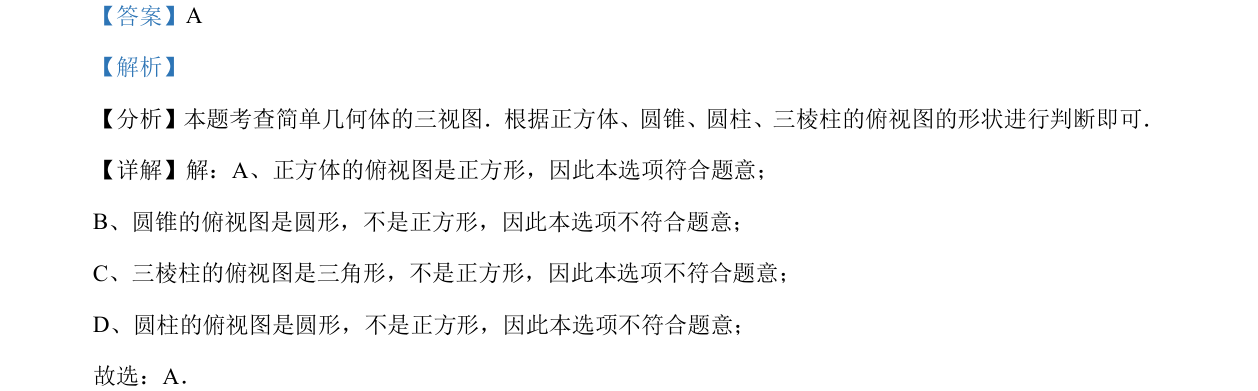 【答案】A
【解析】
【分析】本题考查简单几何体的三视图．根据正方体、圆锥、圆柱、三棱柱的俯视图的形状进行判断即可．
【详解】解：A、正方体的俯视图是正方形，因此本选项符合题意；
B、圆锥的俯视图是圆形，不是正方形，因此本选项不符合题意；
C、三棱柱的俯视图是三角形，不是正方形，因此本选项不符合题意；
D、圆柱的俯视图是圆形，不是正方形，因此本选项不符合题意；
故选：A．